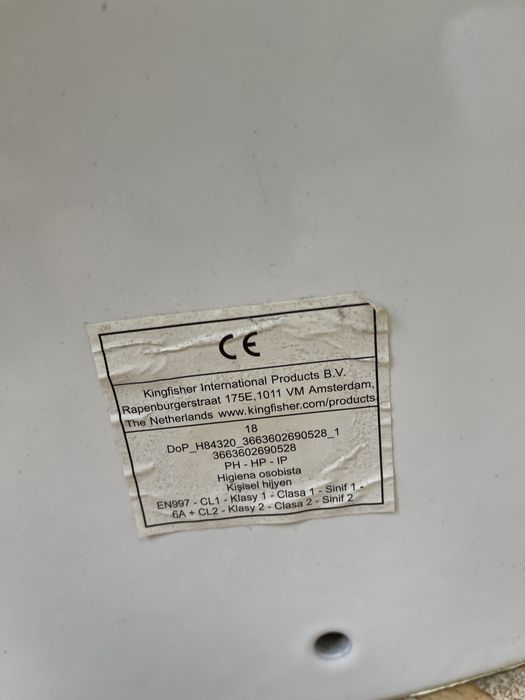 CE
Kingfisher International Products B.V.
Rapenburgerstraat 175E,1011 VM Amsterdam,
The Netherlands www.kingfisher.com/products
18
DoP_H84320_3663602690528_1
3663602690528
PH - HP - IP
Higiena osobista
Kişisel hijyen
EN997 - CL1 - Klasy 1 - Clasa 1 - Sinif 1 -
6A + CL2 - Klasy 2 - Clasa 2 - Sinif 2